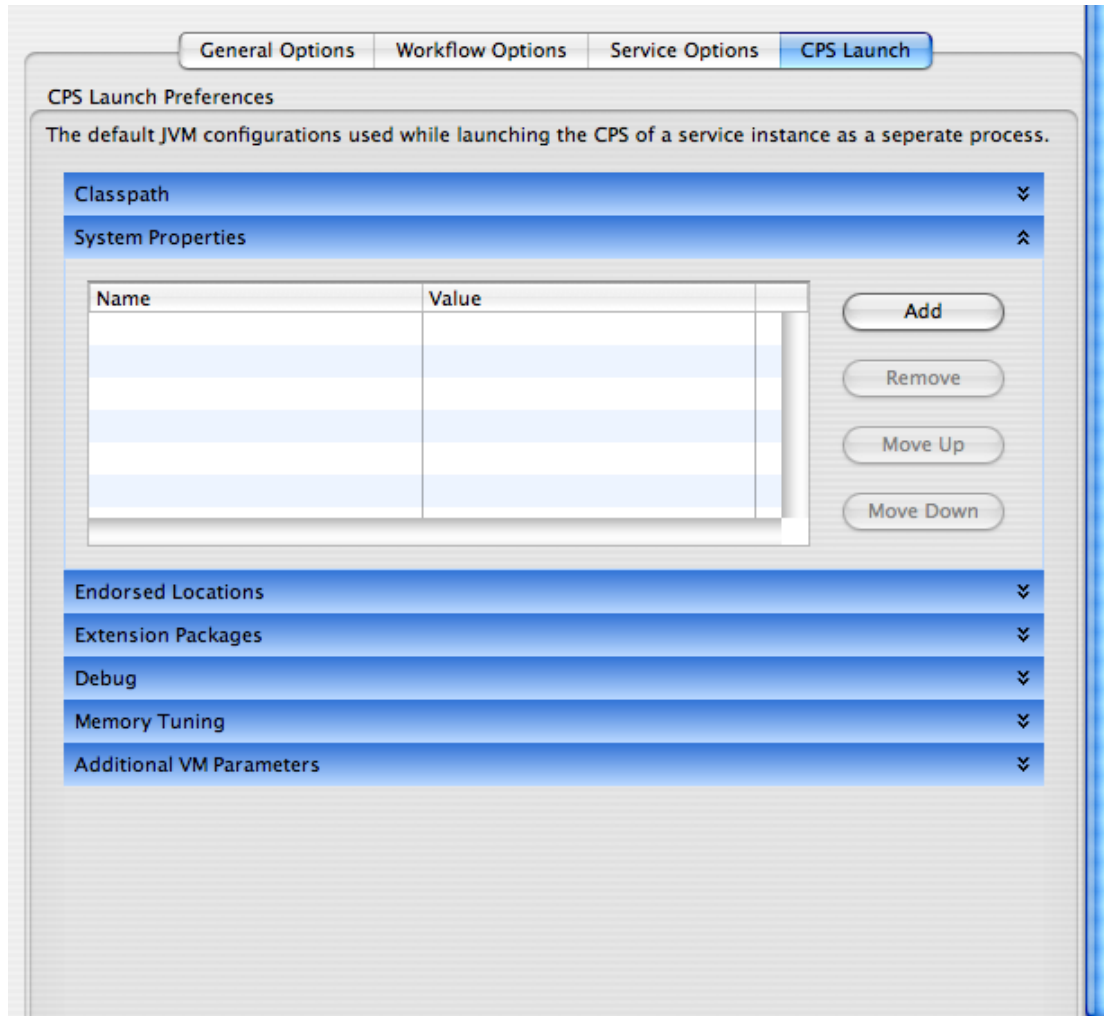 General Options Workflow Options Service Options CPS Launch
CPS Launch Preferences
The default JVM configurations used while launching the CPS of a service instance as a seperate process.
Classpath
System Properties
Name Value
Add
Remove
Move Up
Move Down
Endorsed Locations
Extension Packages
Debug
Memory Tuning
Additional VM Parameters